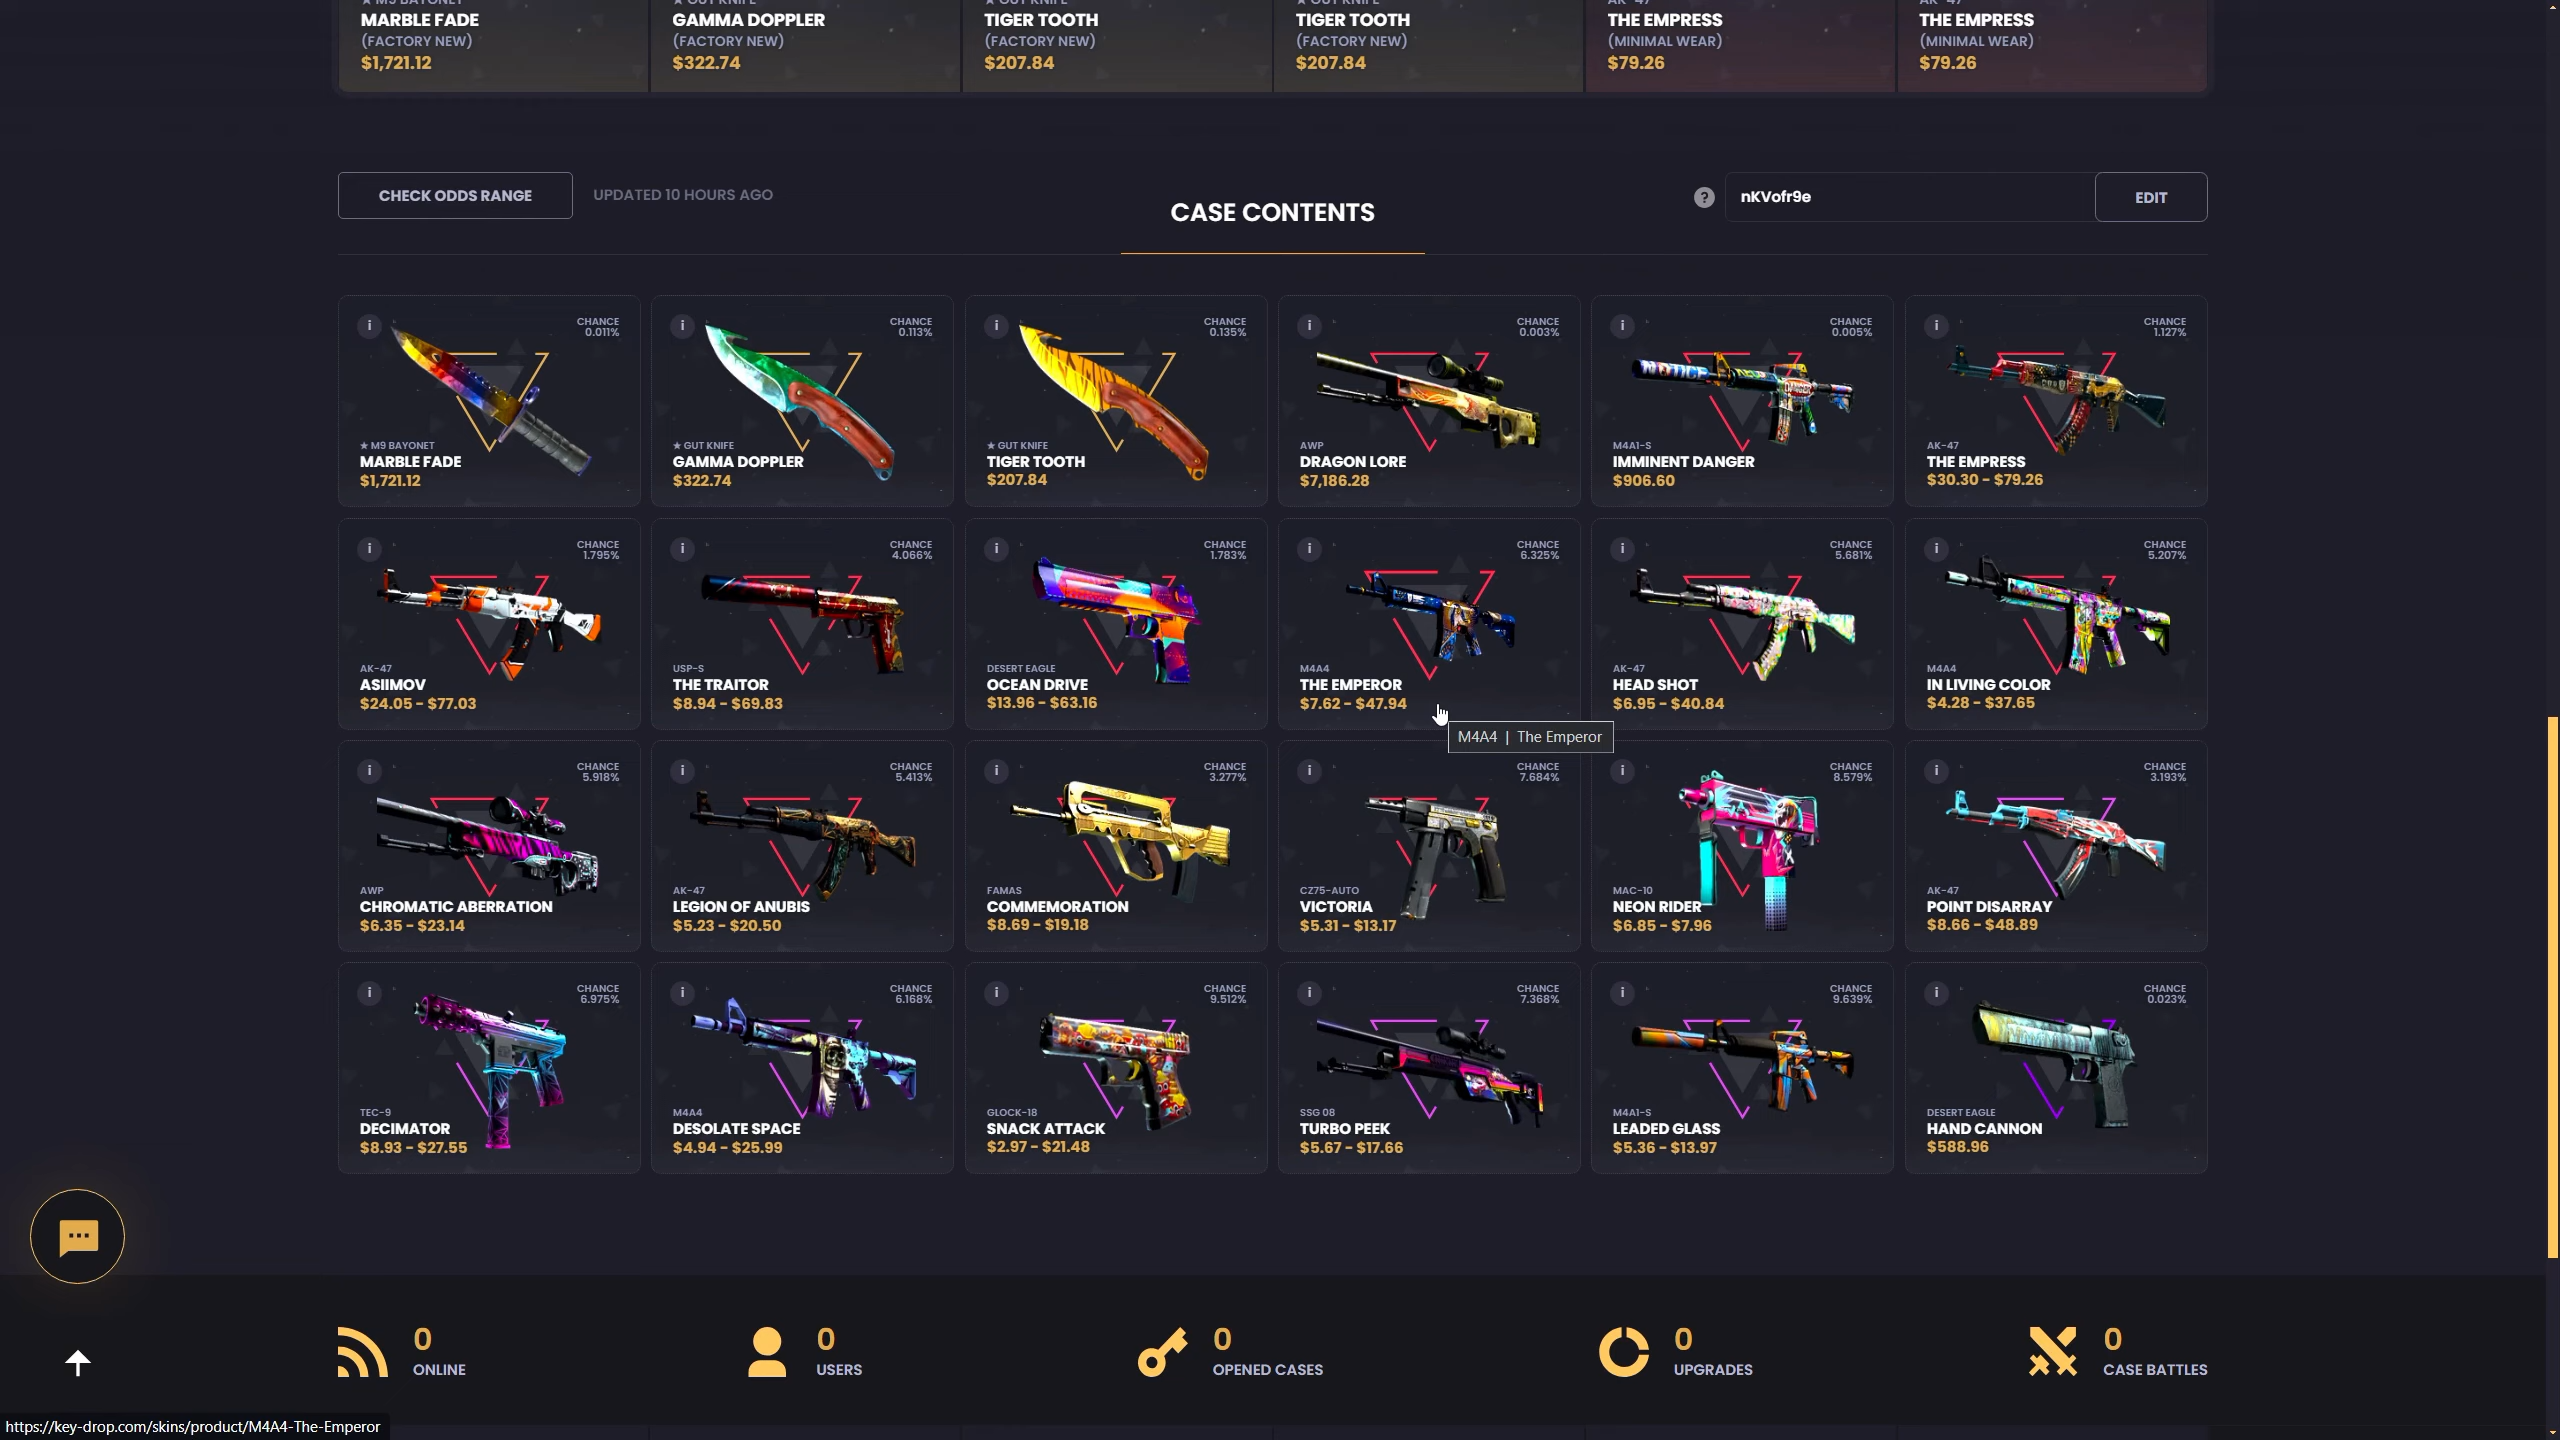 ★ M9 BAYONET
MARBLE FADE
(FACTORY NEW)
$1,721.12
★ GUT KNIFE
GAMMA DOPPLER
(FACTORY NEW)
$322.74
★ GUT KNIFE
TIGER TOOTH
(FACTORY NEW)
$207.84
★ GUT KNIFE
TIGER TOOTH
(FACTORY NEW)
$207.84
AK-47
THE EMPRESS
(MINIMAL WEAR)
$79.26
AK-47
THE EMPRESS
(MINIMAL WEAR)
$79.26
CHECK ODDS RANGE
UPDATED 10 HOURS AGO
CASE CONTENTS
?
nKVofr9e
EDIT
i
CHANCE
0.011%
★ M9 BAYONET
MARBLE FADE
$1,721.12
i
CHANCE
0.113%
★ GUT KNIFE
GAMMA DOPPLER
$322.74
i
CHANCE
0.135%
★ GUT KNIFE
TIGER TOOTH
$207.84
i
CHANCE
0.003%
AWP
DRAGON LORE
$7,186.28
i
CHANCE
0.005%
M4A1-S
IMMINENT DANGER
$906.60
i
CHANCE
1.127%
AK-47
THE EMPRESS
$30.30 - $79.26
i
CHANCE
1.795%
AK-47
ASIIMOV
$24.05 - $77.03
i
CHANCE
4.066%
USP-S
THE TRAITOR
$8.94 - $69.83
i
CHANCE
1.783%
DESERT EAGLE
OCEAN DRIVE
$13.96 - $63.16
i
CHANCE
6.325%
M4A4
THE EMPEROR
$7.62 - $47.94
M4A4 | The Emperor
i
CHANCE
5.681%
AK-47
HEAD SHOT
$6.95 - $40.84
i
CHANCE
5.207%
M4A4
IN LIVING COLOR
$4.28 - $37.65
i
CHANCE
5.918%
AWP
CHROMATIC ABERRATION
$6.35 - $23.14
i
CHANCE
5.413%
AK-47
LEGION OF ANUBIS
$5.23 - $20.50
i
CHANCE
3.277%
FAMAS
COMMEMORATION
$8.69 - $19.18
i
CHANCE
7.684%
CZ75-AUTO
VICTORIA
$5.31 - $13.17
i
CHANCE
8.579%
MAC-10
NEON RIDER
$6.85 - $7.96
i
CHANCE
3.193%
AK-47
POINT DISARRAY
$8.66 - $48.89
i
CHANCE
6.975%
TEC-9
DECIMATOR
$8.93 - $27.55
i
CHANCE
6.168%
M4A4
DESOLATE SPACE
$4.94 - $25.99
i
CHANCE
9.512%
GLOCK-18
SNACK ATTACK
$2.97 - $21.48
i
CHANCE
7.368%
SSG 08
TURBO PEEK
$5.67 - $17.66
i
CHANCE
9.639%
M4A1-S
LEADED GLASS
$5.36 - $13.97
i
CHANCE
0.023%
DESERT EAGLE
HAND CANNON
$588.96
0
ONLINE
0
USERS
0
OPENED CASES
0
UPGRADES
0
CASE BATTLES
https://key-drop.com/skins/product/M4A4-The-Emperor